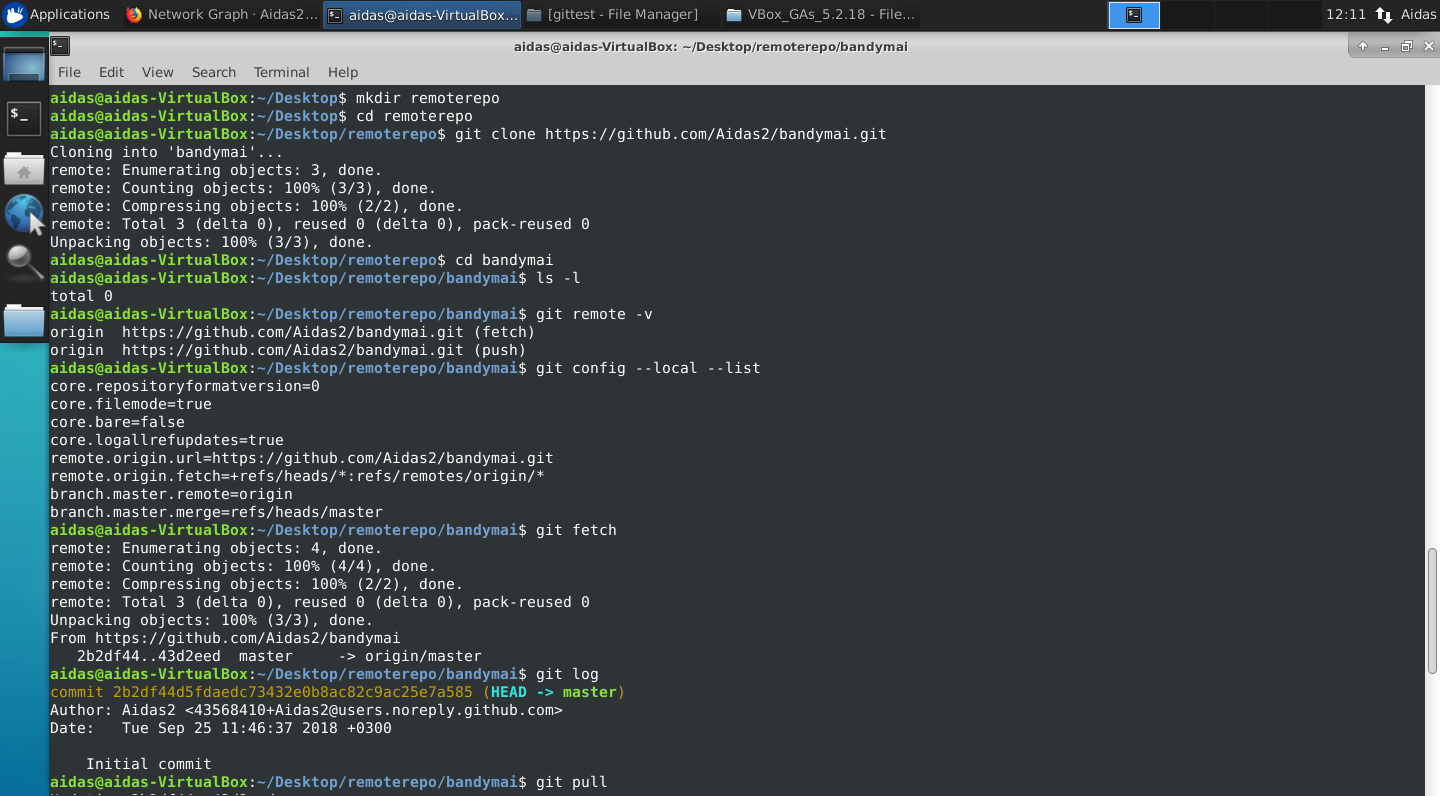 Applications
Network Graph · Aidas2...
aidas@aidas-VirtualBox...
[gittest - File Manager]
VBox_GAs_5.2.18 - File...
12:11
Aidas
aidas@aidas-VirtualBox: ~/Desktop/remoterepo/bandymai
File Edit View Search Terminal Help
aidas@aidas-VirtualBox:~/Desktop$ mkdir remoterepo
aidas@aidas-VirtualBox:~/Desktop$ cd remoterepo
aidas@aidas-VirtualBox:~/Desktop/remoterepo$ git clone https://github.com/Aidas2/bandymai.git
Cloning into 'bandymai'...
remote: Enumerating objects: 3, done.
remote: Counting objects: 100% (3/3), done.
remote: Compressing objects: 100% (2/2), done.
remote: Total 3 (delta 0), reused 0 (delta 0), pack-reused 0
Unpacking objects: 100% (3/3), done.
aidas@aidas-VirtualBox:~/Desktop/remoterepo$ cd bandymai
aidas@aidas-VirtualBox:~/Desktop/remoterepo/bandymai$ ls -l
total 0
aidas@aidas-VirtualBox:~/Desktop/remoterepo/bandymai$ git remote -v
origin  https://github.com/Aidas2/bandymai.git (fetch)
origin  https://github.com/Aidas2/bandymai.git (push)
aidas@aidas-VirtualBox:~/Desktop/remoterepo/bandymai$ git config --local --list
core.repositoryformatversion=0
core.filemode=true
core.bare=false
core.logallrefupdates=true
remote.origin.url=https://github.com/Aidas2/bandymai.git
remote.origin.fetch=+refs/heads/*:refs/remotes/origin/*
branch.master.remote=origin
branch.master.merge=refs/heads/master
aidas@aidas-VirtualBox:~/Desktop/remoterepo/bandymai$ git fetch
remote: Enumerating objects: 4, done.
remote: Counting objects: 100% (4/4), done.
remote: Compressing objects: 100% (2/2), done.
remote: Total 3 (delta 0), reused 0 (delta 0), pack-reused 0
Unpacking objects: 100% (3/3), done.
From https://github.com/Aidas2/bandymai
   2b2df44..43d2eed  master     -> origin/master
aidas@aidas-VirtualBox:~/Desktop/remoterepo/bandymai$ git log
commit 2b2df44d5fdaedc73432e0b8ac82c9ac25e7a585 (HEAD -> master)
Author: Aidas2 <43568410+Aidas2@users.noreply.github.com>
Date:   Tue Sep 25 11:46:37 2018 +0300
    Initial commit
aidas@aidas-VirtualBox:~/Desktop/remoterepo/bandymai$ git pull